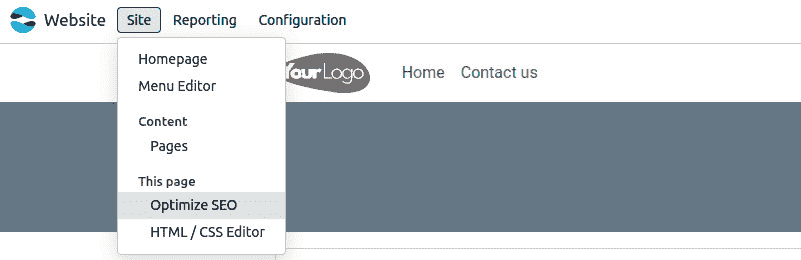 Website Site Reporting Configuration
Homepage
Menu Editor
Content
Pages
This page
Optimize SEO
HTML / CSS Editor
Your Logo Home Contact us